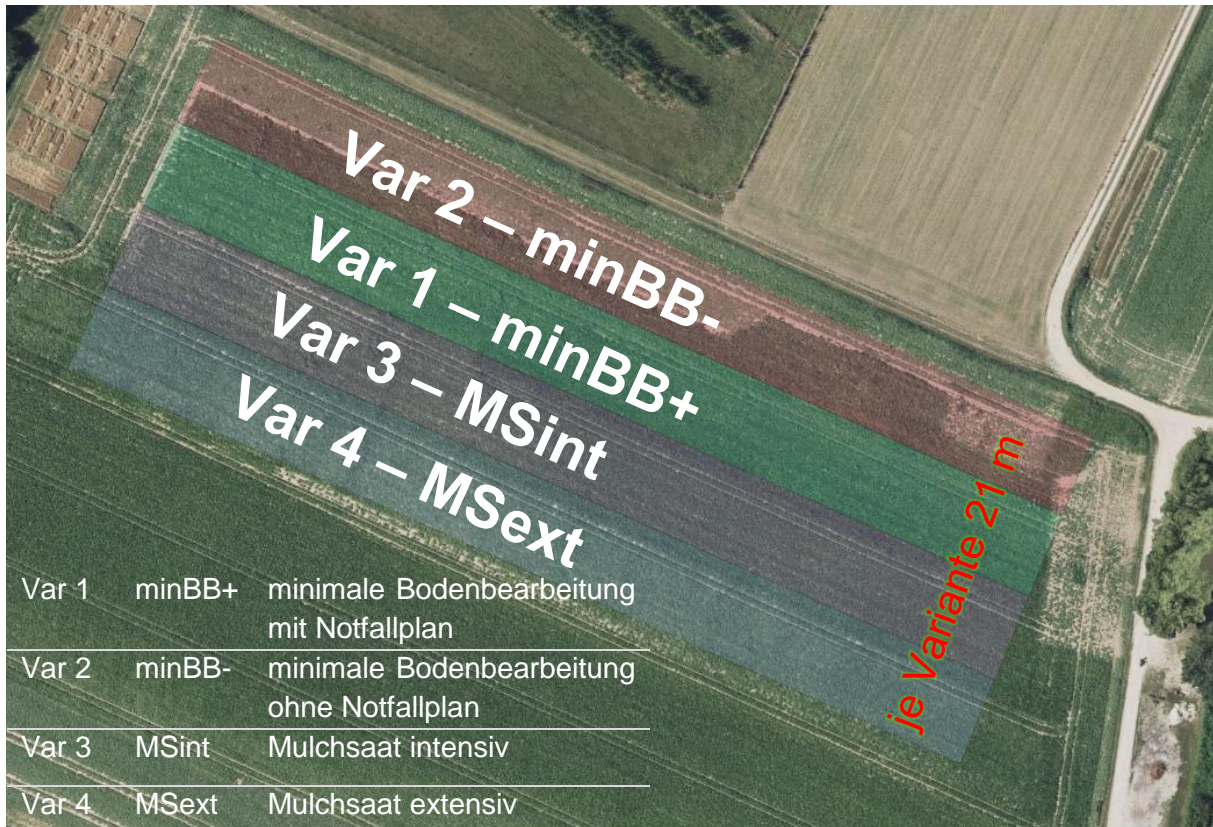 Var 2 – minBB-
Var 1 – minBB+
Var 3 – MSint
Var 4 – MSext
je Variante 21 m
Var 1 minBB+ minimale Bodenbearbeitung
mit Notfallplan
Var 2 minBB- minimale Bodenbearbeitung
ohne Notfallplan
Var 3 MSint Mulchsaat intensiv
Var 4 MSext Mulchsaat extensiv